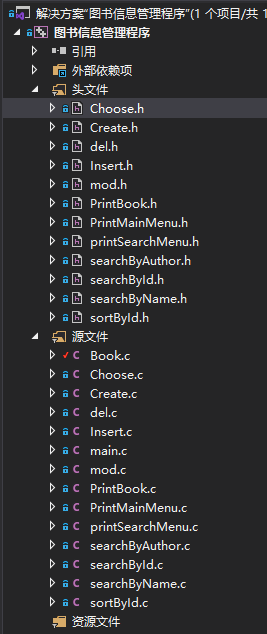 解决方案"图书信息管理程序"(1 个项目/共 1
图书信息管理程序
引用
外部依赖项
头文件
Choose.h
Create.h
del.h
Insert.h
mod.h
PrintBook.h
PrintMainMenu.h
printSearchMenu.h
searchByAuthor.h
searchById.h
searchByName.h
sortById.h
源文件
Book.c
Choose.c
Create.c
del.c
Insert.c
main.c
mod.c
PrintBook.c
PrintMainMenu.c
printSearchMenu.c
searchByAuthor.c
searchById.c
searchByName.c
sortById.c
资源文件